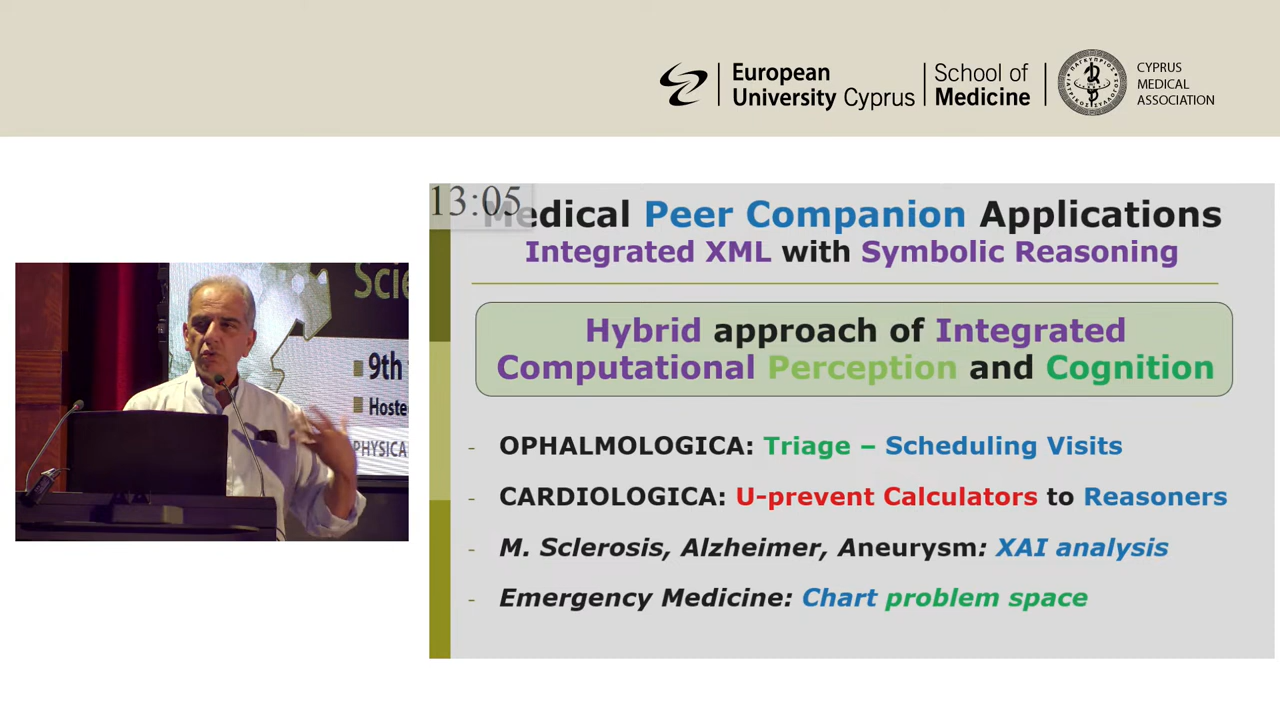 European
University Cyprus
School of
Medicine
CYPRUS
MEDICAL
ASSOCIATION
13:05
Medical Peer Companion Applications
Integrated XML with Symbolic Reasoning
Hybrid approach of Integrated
Computational Perception and Cognition
- OPHALMOLOGICA: Triage – Scheduling Visits
- CARDIOLOGICA: U-prevent Calculators to Reasoners
- M. Sclerosis, Alzheimer, Aneurysm: XAI analysis
- Emergency Medicine: Chart problem space
Scie
9th
Hoste
PHYSICA